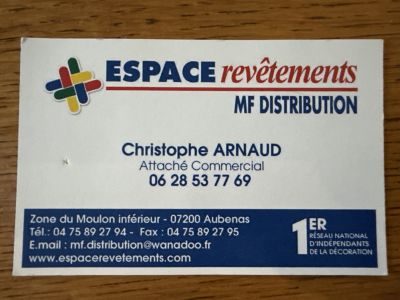 ESPACE revêtements
MF DISTRIBUTION
Christophe ARNAUD
Attaché Commercial
06 28 53 77 69
Zone du Moulon inférieur - 07200 Aubenas
Tél.: 04 75 89 27 94 - Fax : 04 75 89 27 95
E.mail : mf.distribution@wanadoo.fr
www.espacerevetements.com
1ER
RÉSEAU NATIONAL
D'INDÉPENDANTS
DE LA DÉCORATION